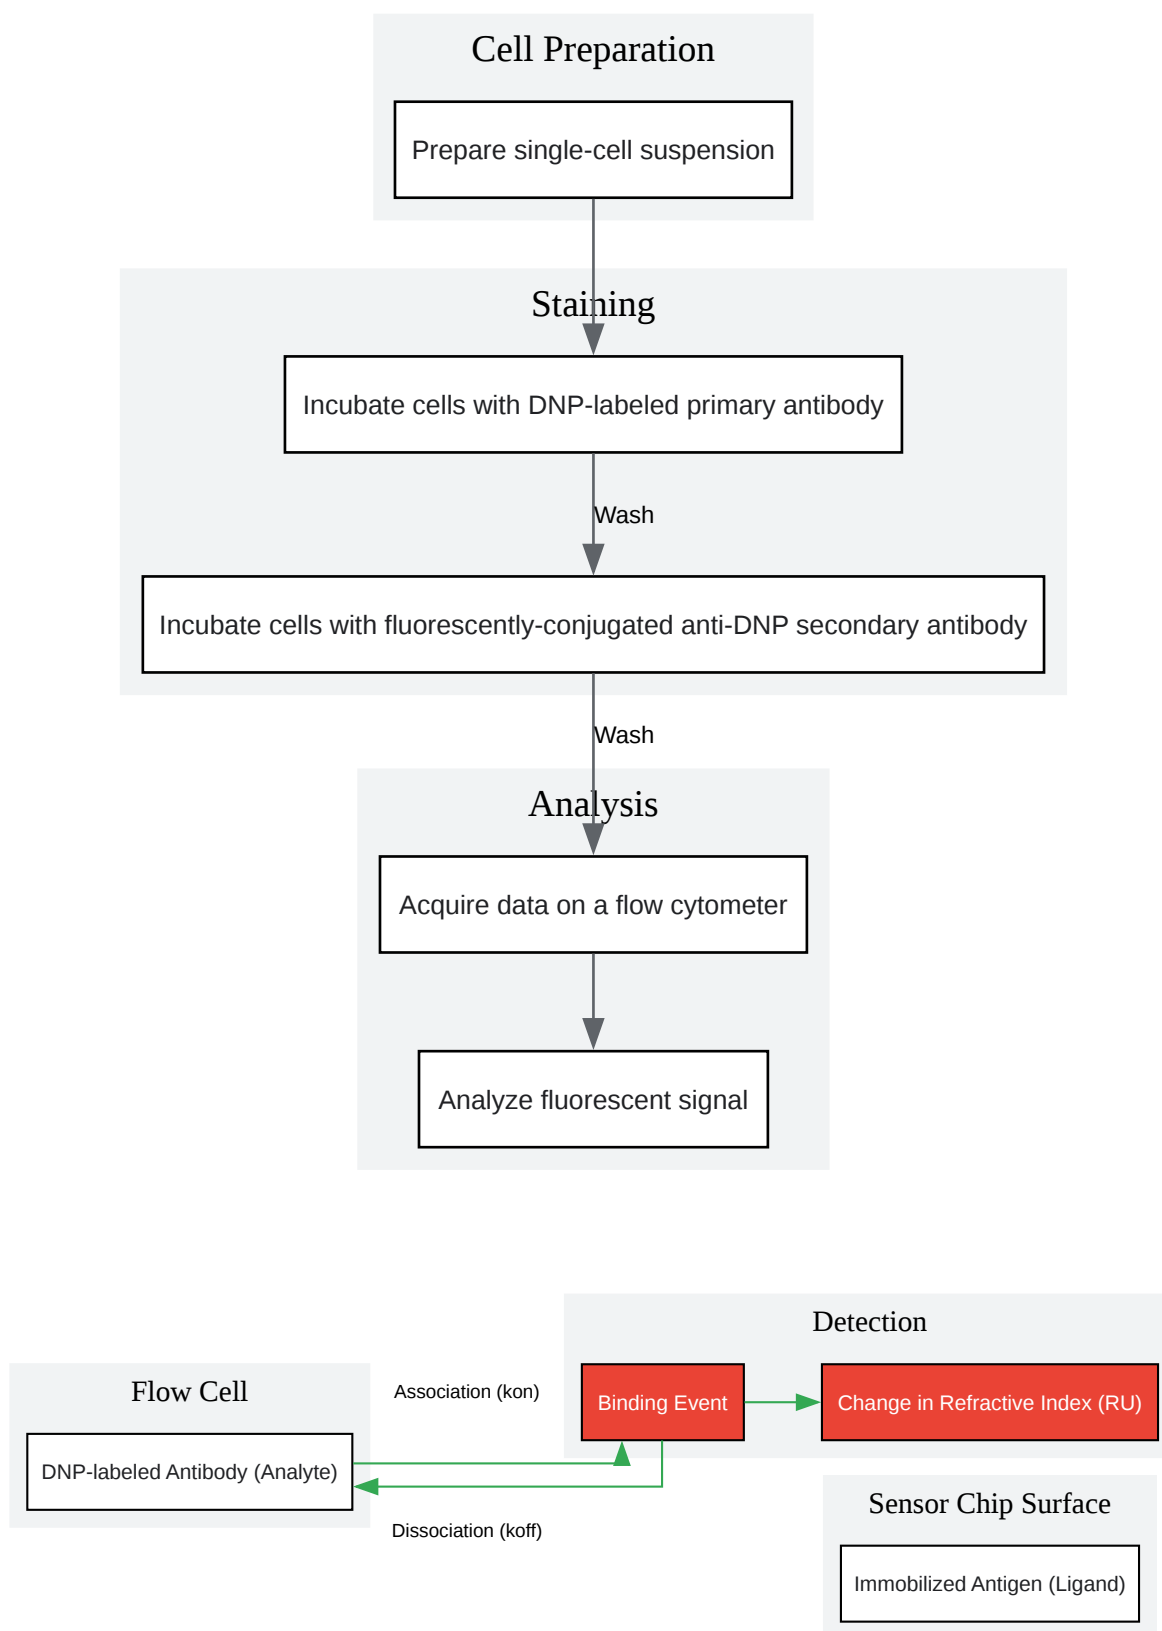 Cell Preparation
Prepare single-cell suspension
Staining
Incubate cells with DNP-labeled primary antibody
Wash
Incubate cells with fluorescently-conjugated anti-DNP secondary antibody
Wash
Analysis
Acquire data on a flow cytometer
Analyze fluorescent signal
Detection
Binding Event
Change in Refractive Index (RU)
Flow Cell
DNP-labeled Antibody (Analyte)
Association (kon)
Dissociation (koff)
Sensor Chip Surface
Immobilized Antigen (Ligand)